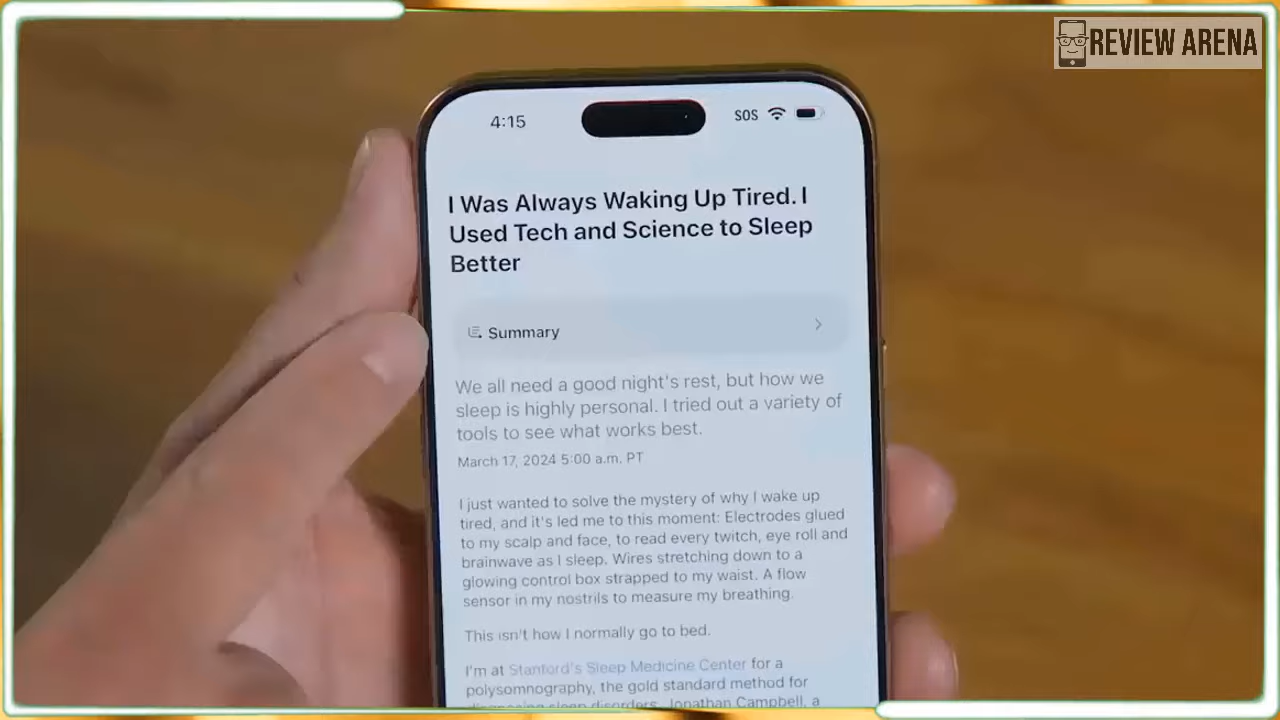 REVIEW ARENA
4:15
SOS
I Was Always Waking Up Tired. I
Used Tech and Science to Sleep
Better
Summary
We all need a good night's rest, but how we
sleep is highly personal. I tried out a variety of
tools to see what works best.
March 17, 2024 5:00 a.m. PT
I just wanted to solve the mystery of why I wake up
tired, and it's led me to this moment: Electrodes glued
to my scalp and face, to read every twitch, eye roll and
brainwave as I sleep. Wires stretching down to a
glowing control box strapped to my waist. A flow
sensor in my nostrils to measure my breathing.
This isn't how I normally go to bed.
I'm at Stanford's Sleep Medicine Center for a
polysomnography, the gold standard method for
diagnosing sleep disorders. Jonathan Campbell, a